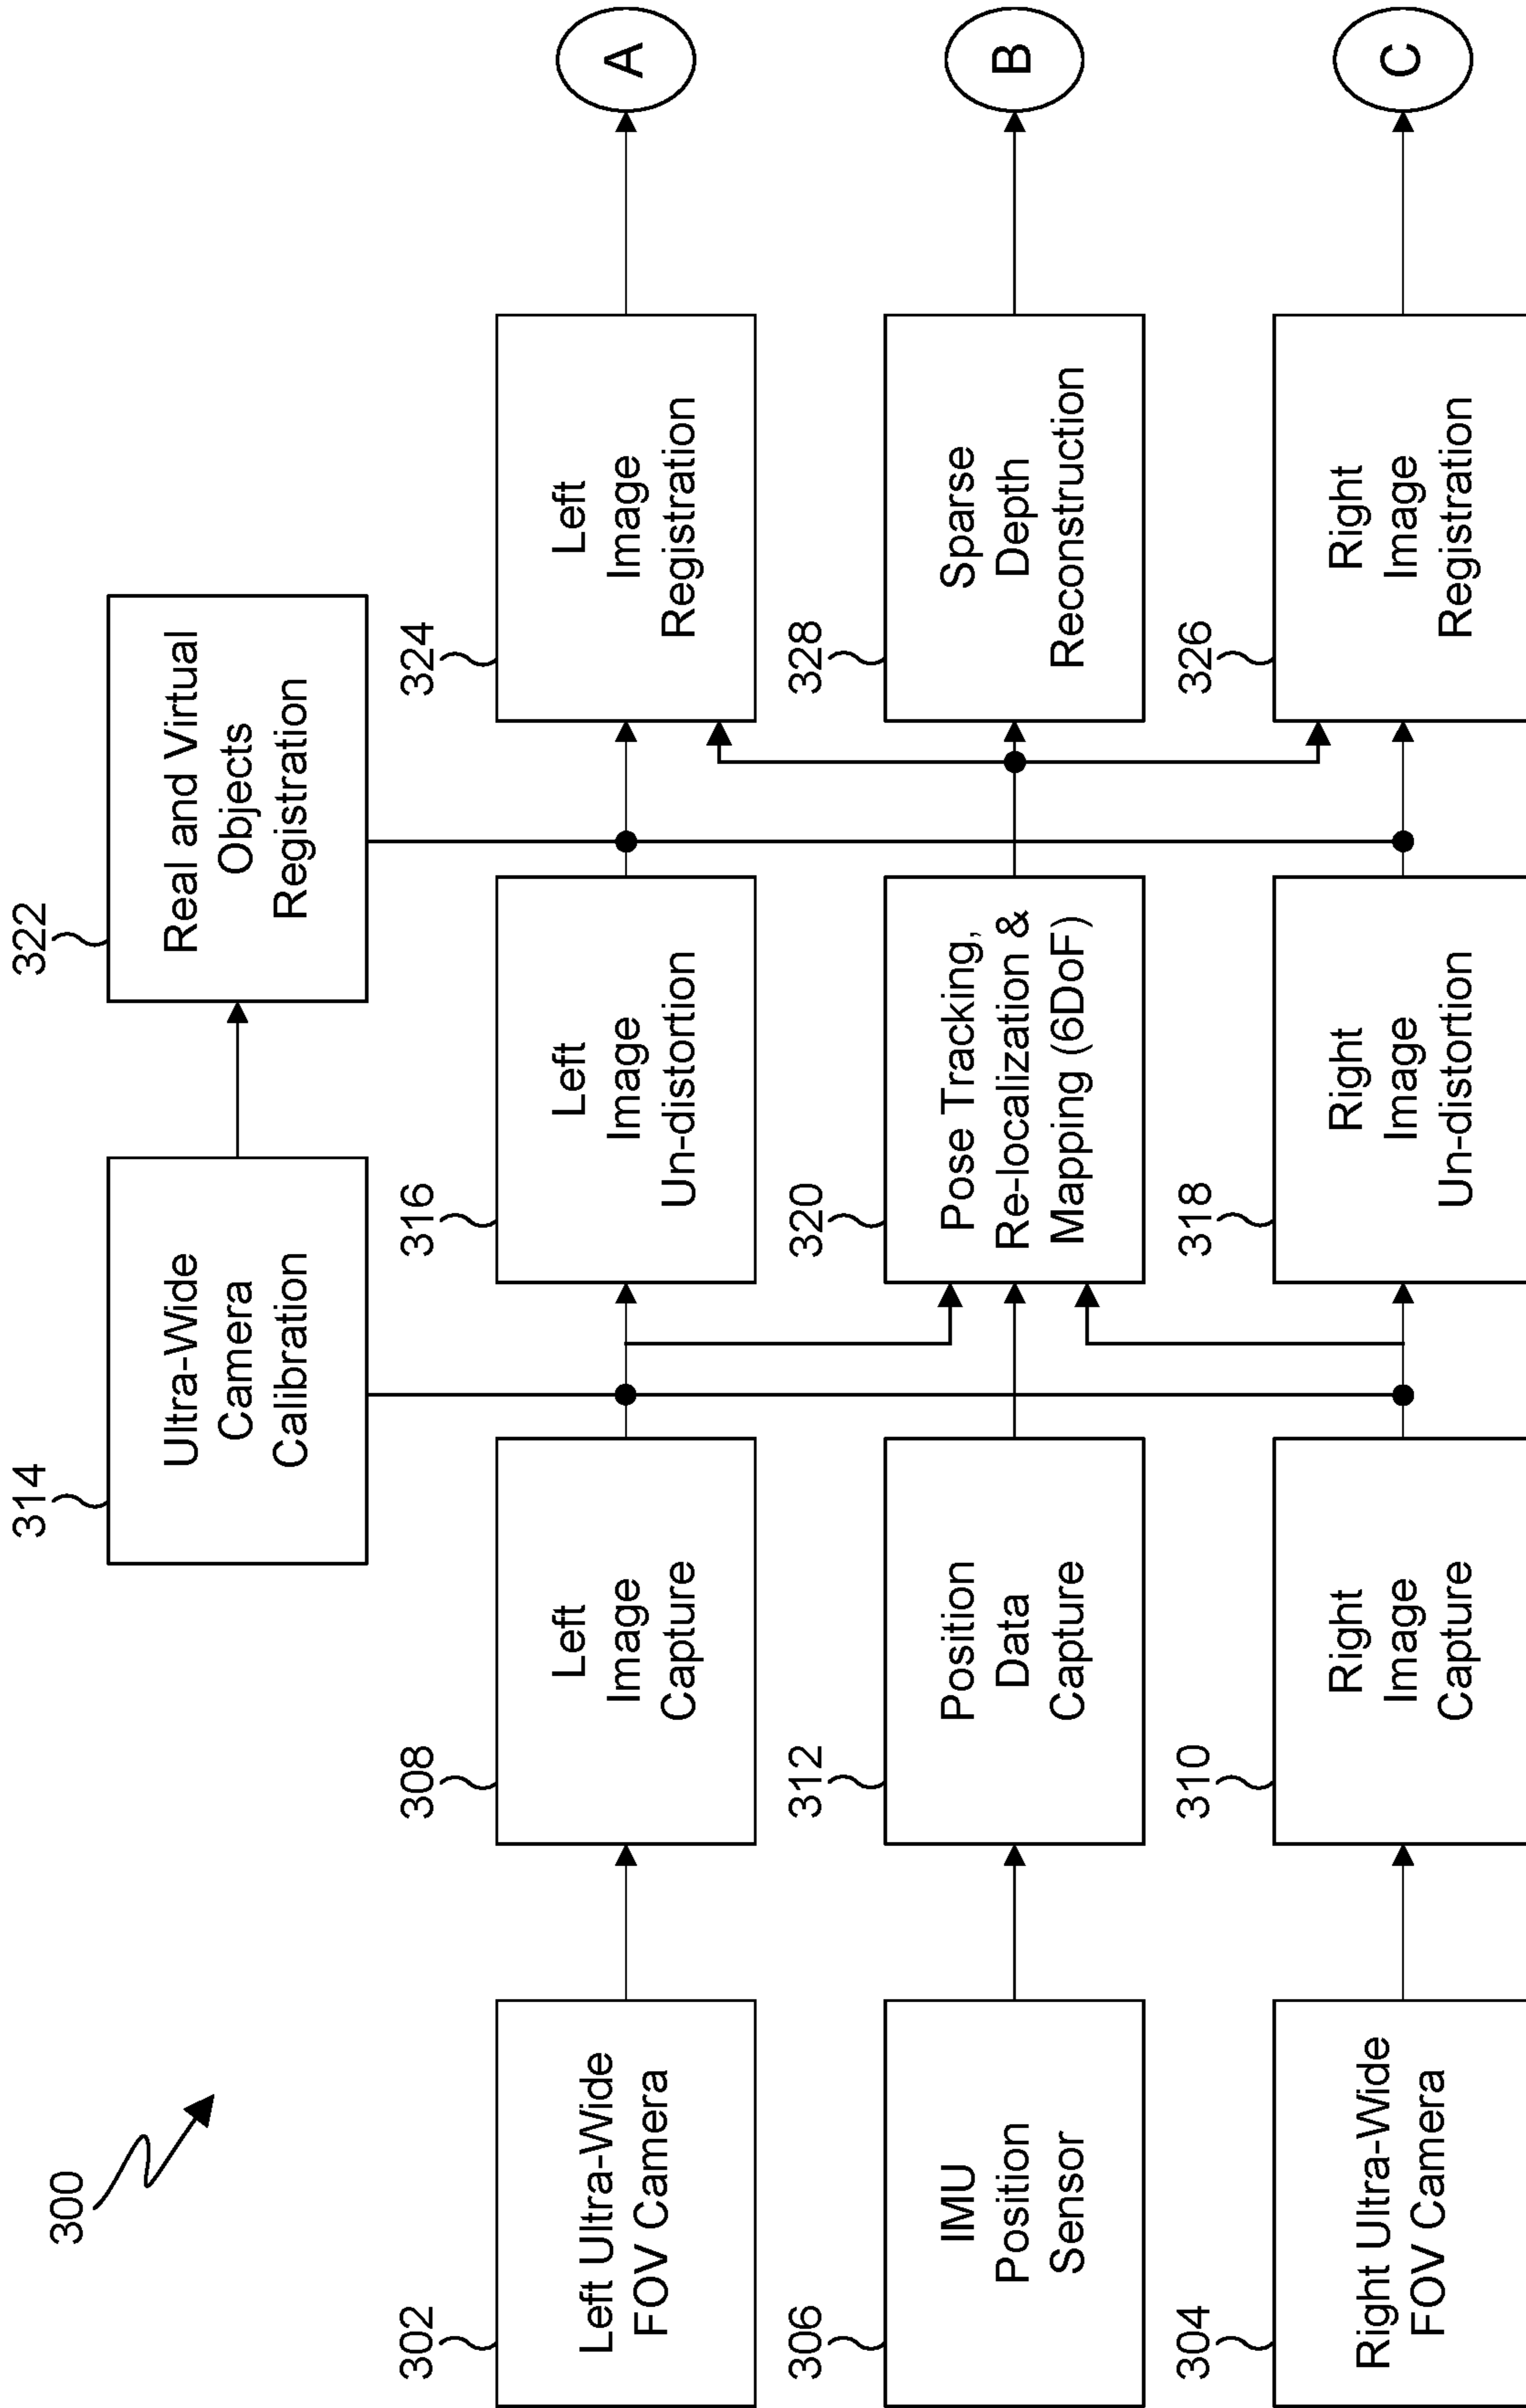 300
314
Ultra-Wide
Camera
Calibration
322
Real and Virtual
Objects
Registration
302
Left Ultra-Wide
FOV Camera
308
Left
Image
Capture
316
Left
Image
Un-distortion
324
Left
Image
Registration
A
306
IMU
Position
Sensor
312
Position
Data
Capture
320
Pose Tracking,
Re-localization &
Mapping (6DoF)
328
Sparse
Depth
Reconstruction
B
304
Right Ultra-Wide
FOV Camera
310
Right
Image
Capture
318
Right
Image
Un-distortion
326
Right
Image
Registration
C